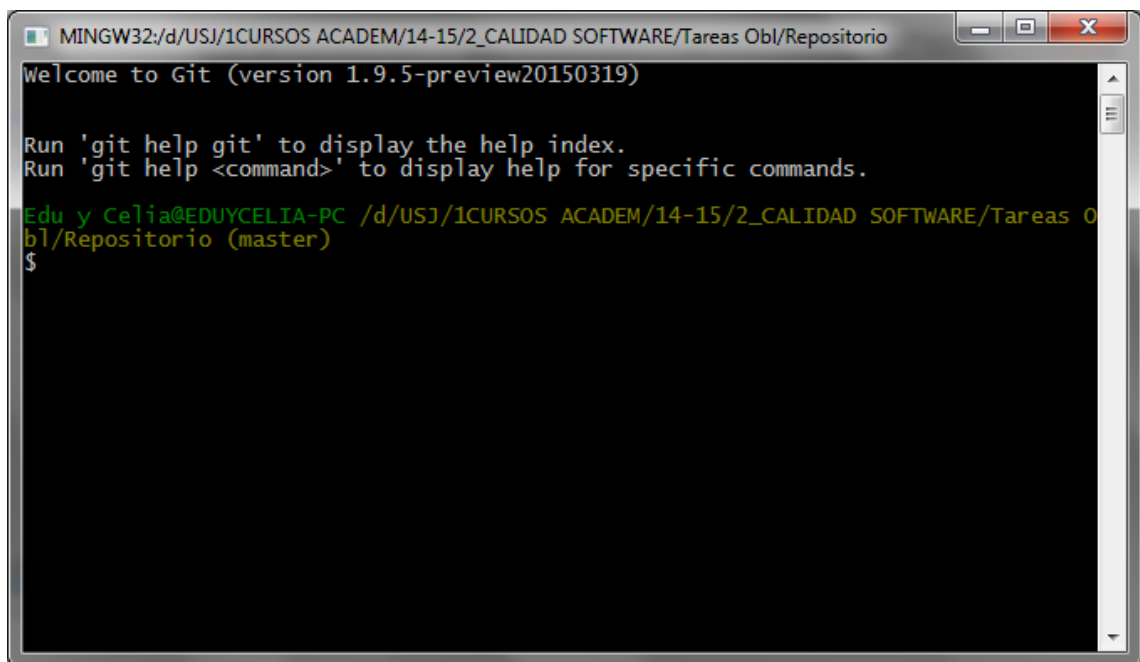 MINGW32:/d/USJ/1CURSOS ACADEM/14-15/2_CALIDAD SOFTWARE/Tareas Obl/Repositorio
Welcome to Git (version 1.9.5-preview20150319)
Run 'git help git' to display the help index.
Run 'git help <command>' to display help for specific commands.
Edu y Celia@EDUYCELIA-PC /d/USJ/1CURSOS ACADEM/14-15/2_CALIDAD SOFTWARE/Tareas O
bl/Repositorio (master)
$